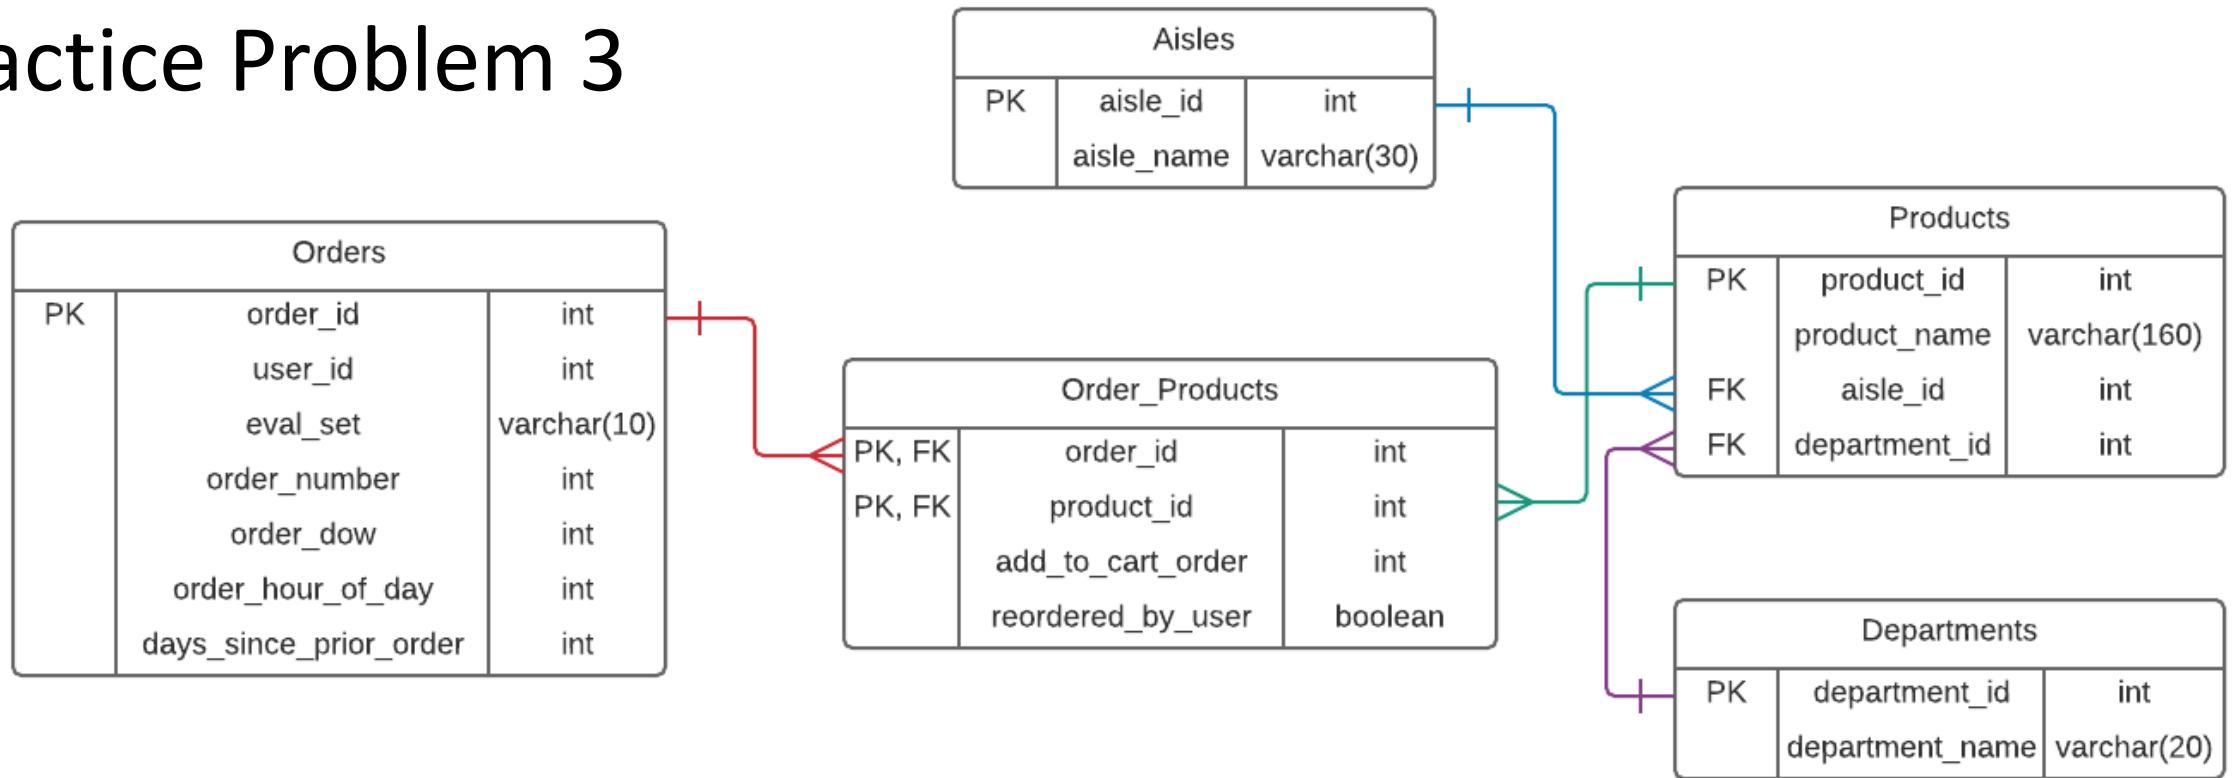 actice Problem 3
Aisles
PK aisle_id int
aisle_name varchar(30)
Orders
PK order_id int
user_id int
eval_set varchar(10)
order_number int
order_dow int
order_hour_of_day int
days_since_prior_order int
Order_Products
PK, FK order_id int
PK, FK product_id int
add_to_cart_order int
reordered_by_user boolean
Products
PK product_id int
product_name varchar(160)
FK aisle_id int
FK department_id int
Departments
PK department_id int
department_name varchar(20)